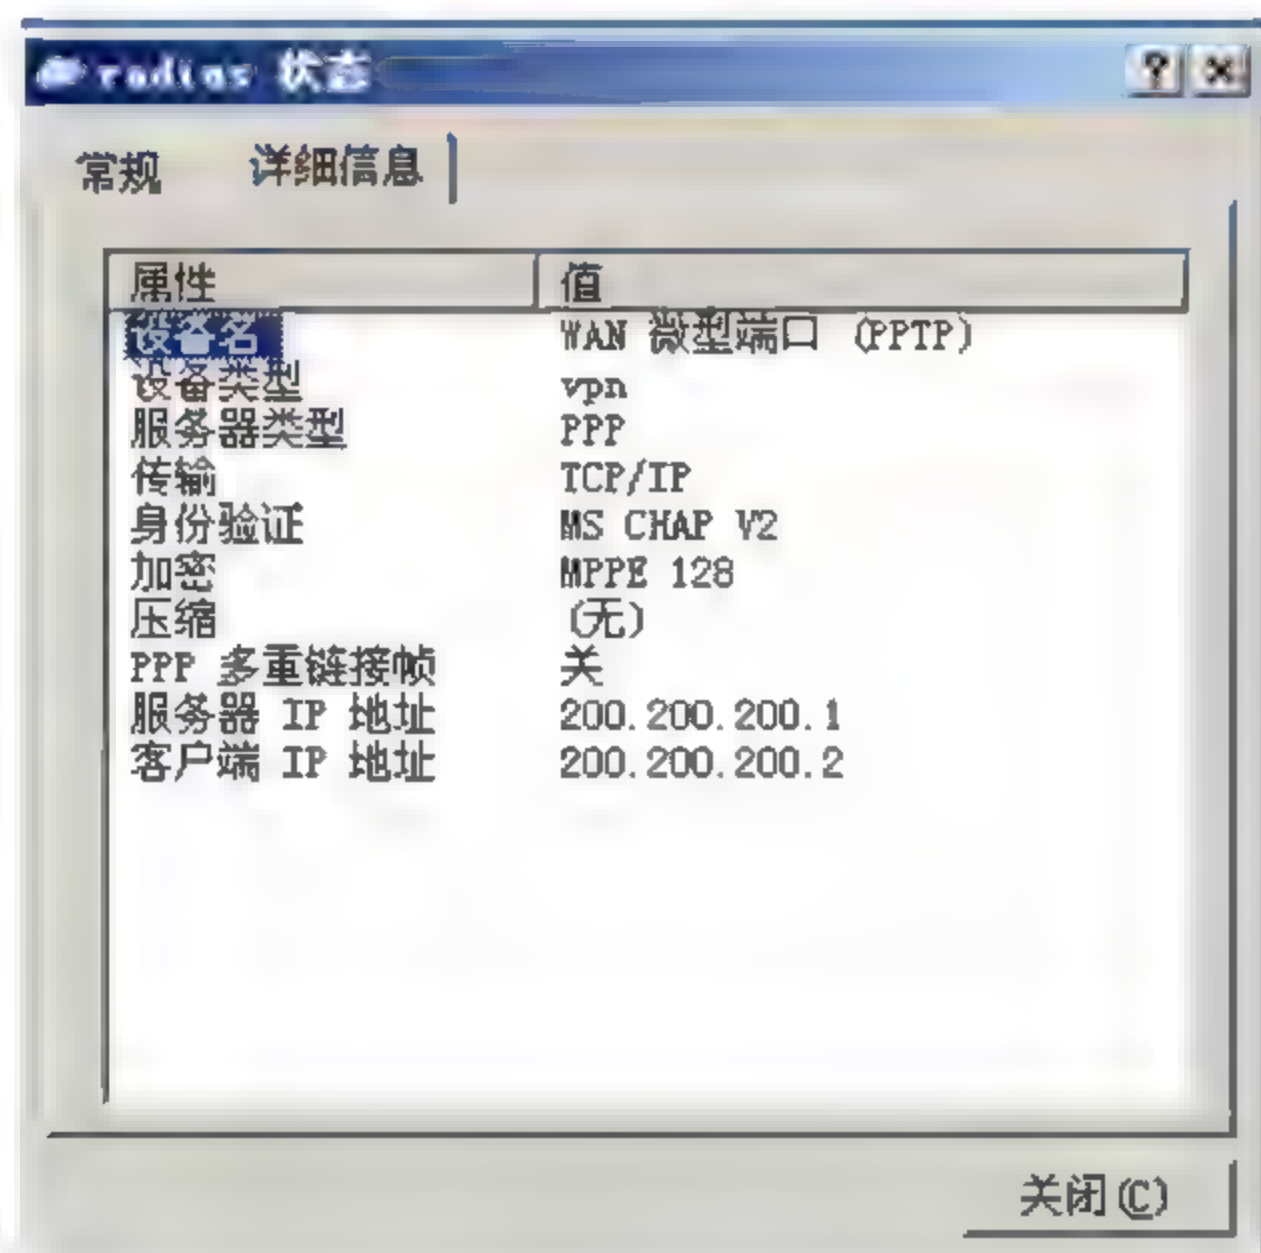 radius 状态
常规 详细信息
属性 值
设备名 WAN 微型端口 (PPTP)
设备类型 vpn
服务器类型 PPP
传输 TCP/IP
身份验证 MS CHAP V2
加密 MPPE 128
压缩 (无)
PPP 多重链接帧 关
服务器 IP 地址 200.200.200.1
客户端 IP 地址 200.200.200.2
关闭(C)